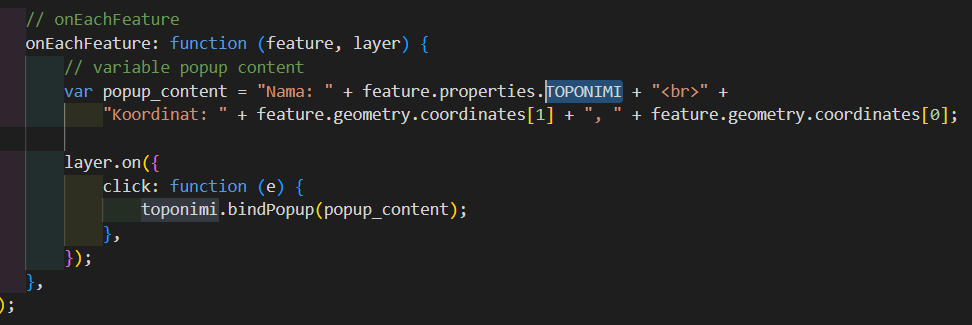 // onEachFeature
onEachFeature: function (feature, layer) {
// variable popup content
var popup_content = "Nama: " + feature.properties.TOPONIMI + "<br>" +
"Koordinat: " + feature.geometry.coordinates[1] + ", " + feature.geometry.coordinates[0];
layer.on({
click: function (e) {
toponimi.bindPopup(popup_content);
},
});
},
);